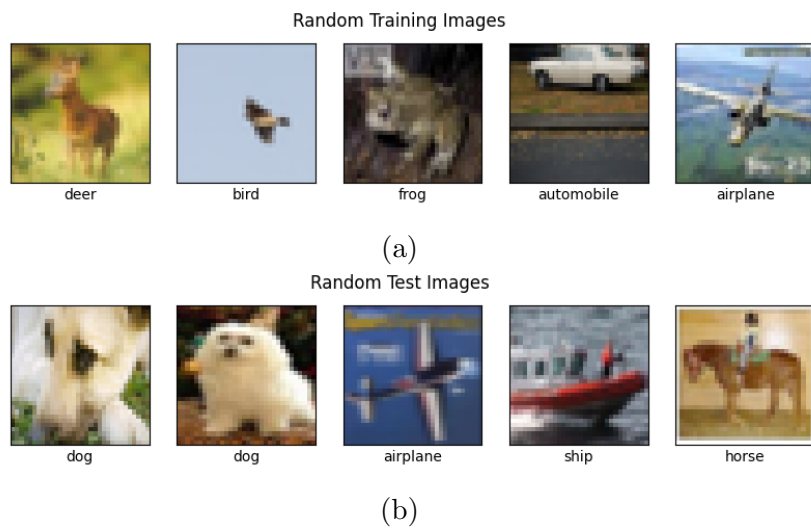 Random Training Images
deer bird frog automobile airplane
(a)
Random Test Images
dog dog airplane ship horse
(b)